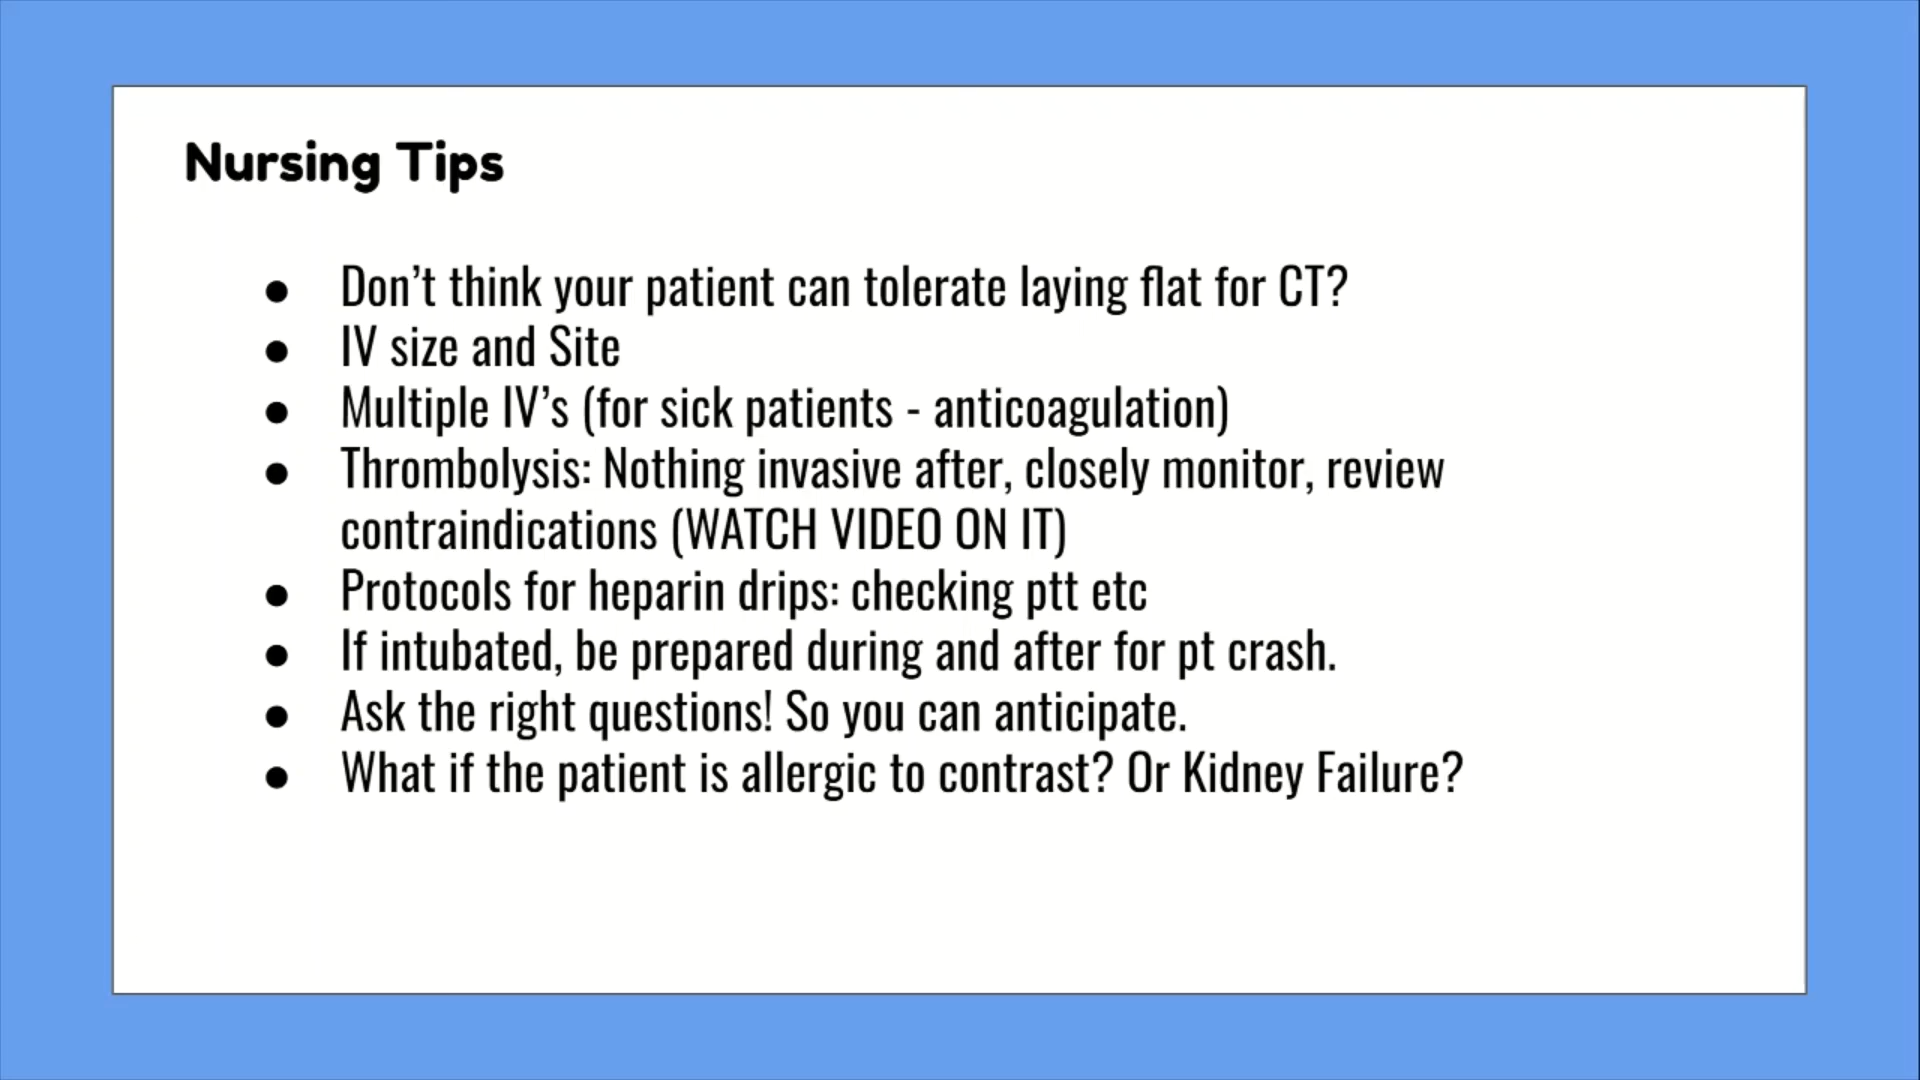 Nursing Tips
● Don’t think your patient can tolerate laying flat for CT?
● IV size and Site
● Multiple IV’s (for sick patients - anticoagulation)
● Thrombolysis: Nothing invasive after, closely monitor, review
contraindications (WATCH VIDEO ON IT)
● Protocols for heparin drips: checking ptt etc
● If intubated, be prepared during and after for pt crash.
● Ask the right questions! So you can anticipate.
● What if the patient is allergic to contrast? Or Kidney Failure?